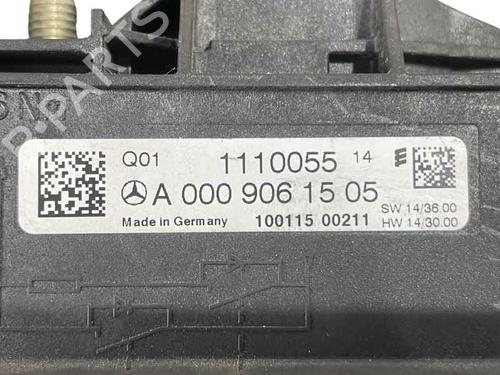 B-PARTS
Q01 1110055 14 E
A 000 906 15 05
SW 14/36.00
Made in Germany 100115 00211 HW 14/30.00